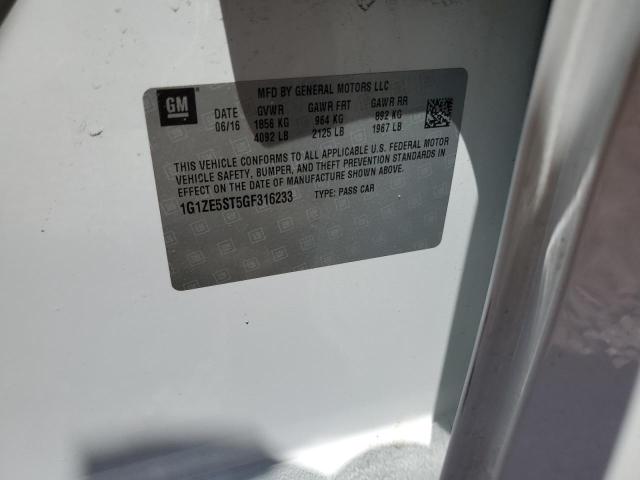 GM
MFD BY GENERAL MOTORS LLC
DATE GVWR GAWR FRT GAWR RR
06/16 1856 KG 964 KG 892 KG
4092 LB 2125 LB 1967 LB
THIS VEHICLE CONFORMS TO ALL APPLICABLE U.S. FEDERAL MOTOR
VEHICLE SAFETY, BUMPER, AND THEFT PREVENTION STANDARDS IN
EFFECT ON THE DATE OF MANUFACTURE SHOWN ABOVE.
1G1ZE5ST5GF316233 TYPE: PASS CAR